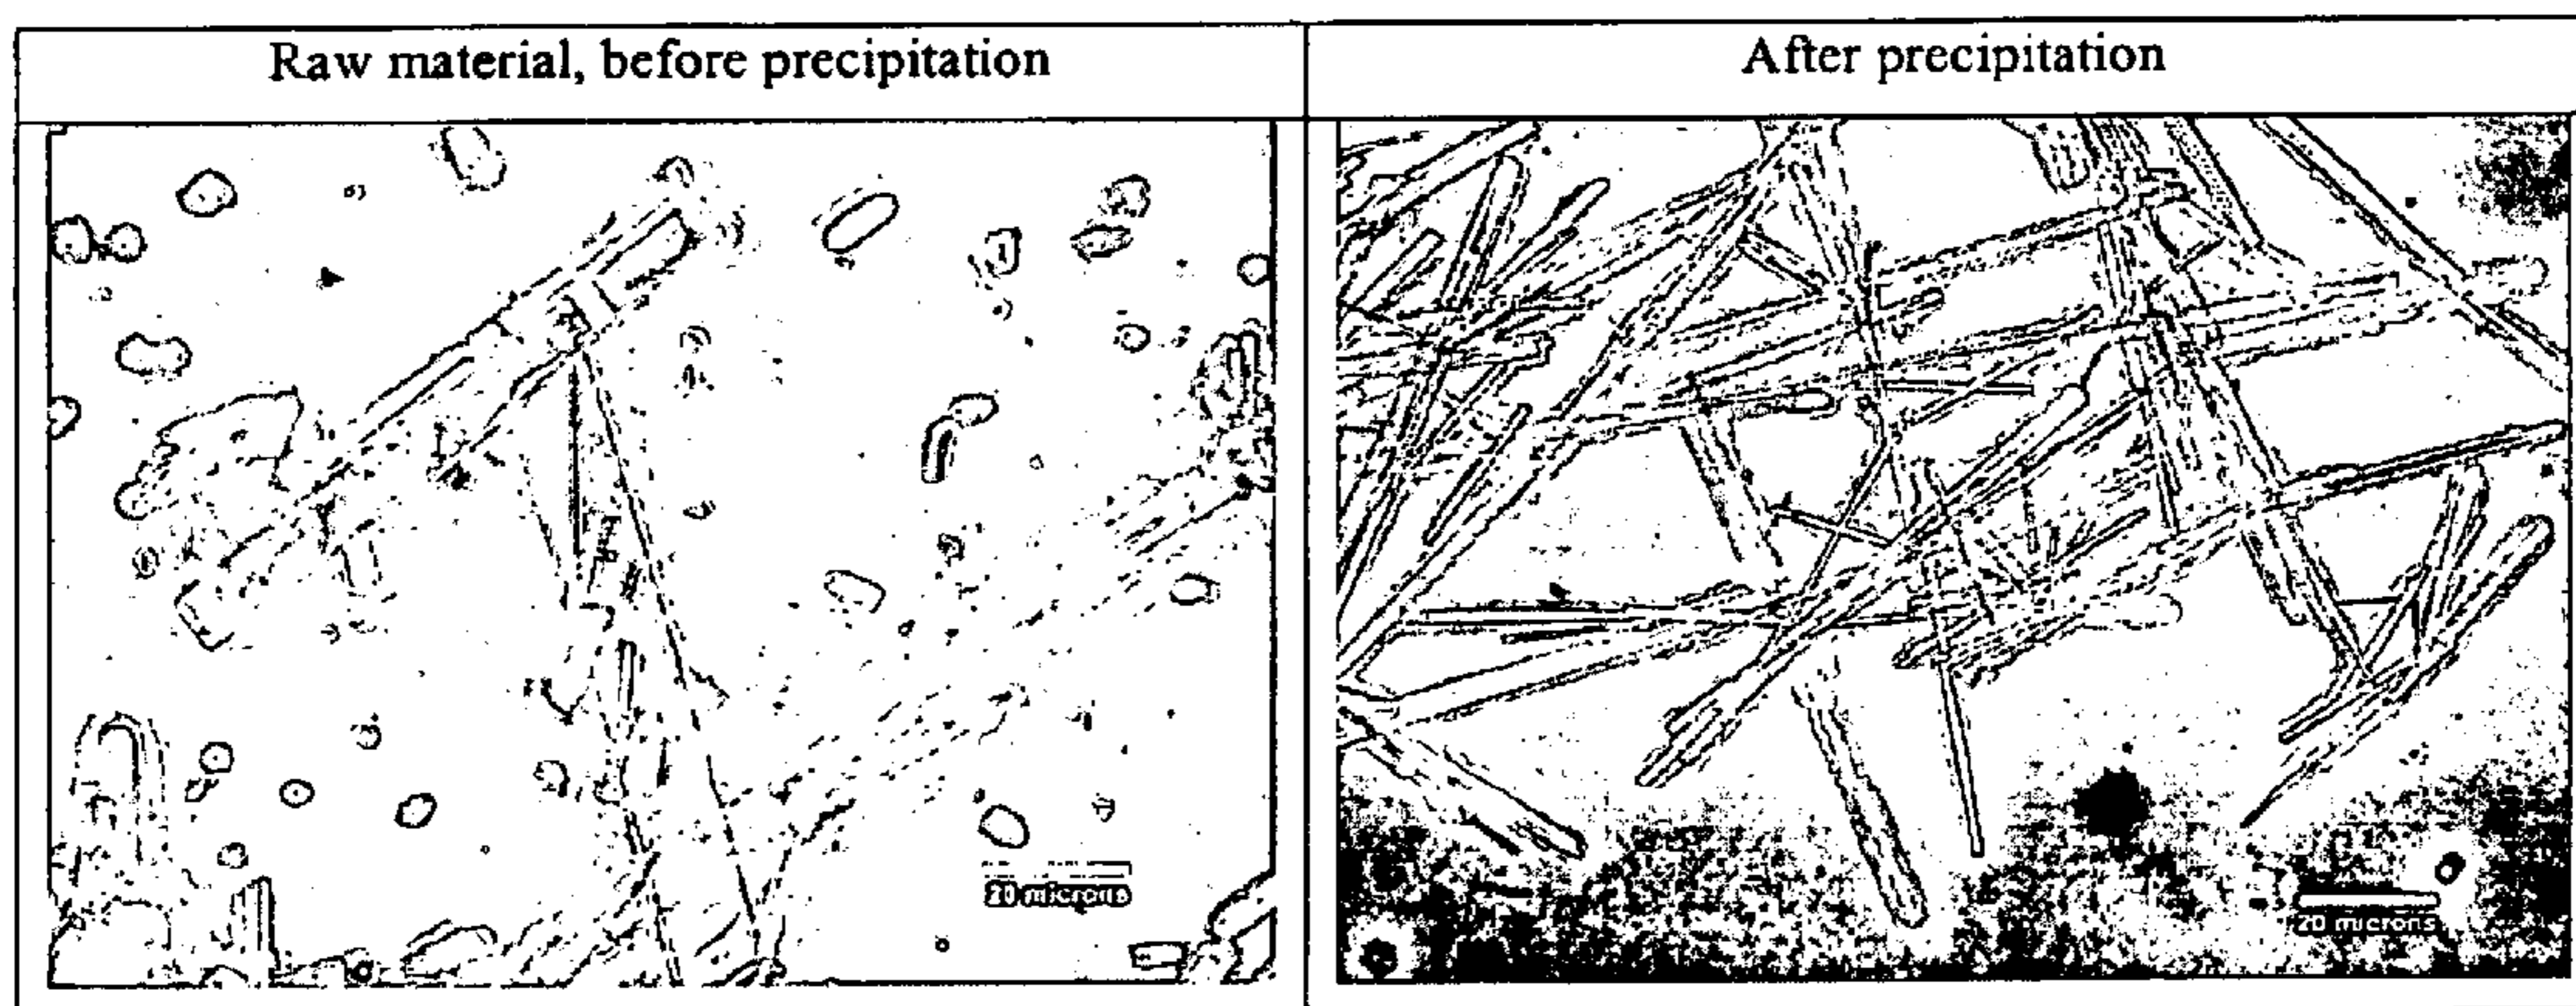 Raw material, before precipitation
After precipitation
20 microns
20 microns